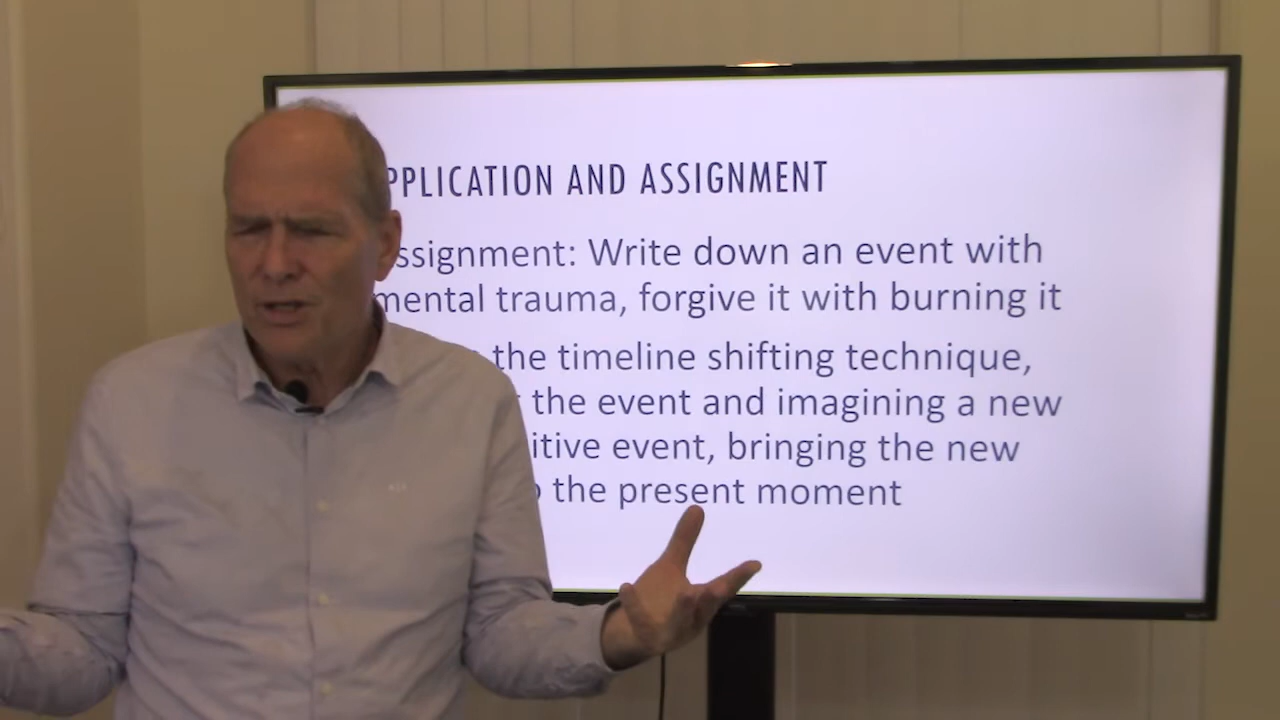 PPLICATION AND ASSIGNMENT
ssignment: Write down an event with
mental trauma, forgive it with burning it
the timeline shifting technique,
the event and imagining a new
itive event, bringing the new
the present moment